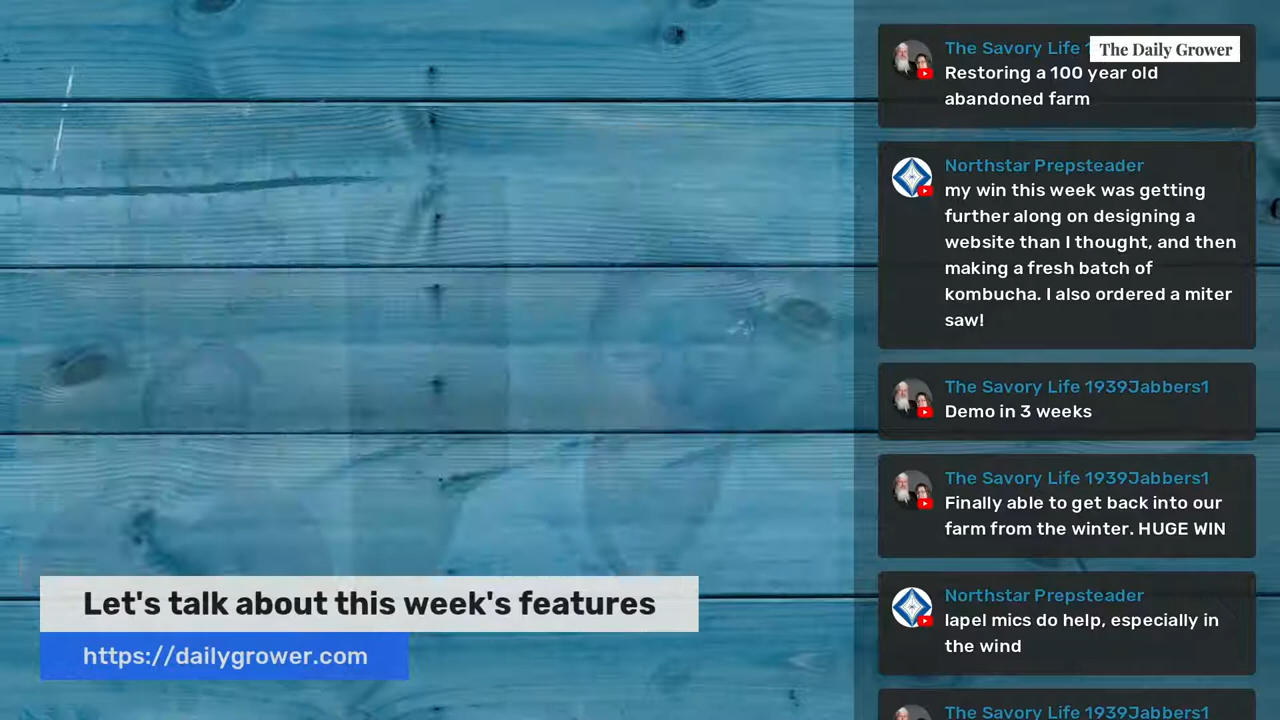 The Savory Life 1
The Daily Grower
Restoring a 100 year old
abandoned farm
Northstar Prepsteader
my win this week was getting
further along on designing a
website than I thought, and then
making a fresh batch of
kombucha. I also ordered a miter
saw!
The Savory Life 1939Jabbers1
Demo in 3 weeks
The Savory Life 1939Jabbers1
Finally able to get back into our
farm from the winter. HUGE WIN
Northstar Prepsteader
lapel mics do help, especially in
the wind
The Savory Life 1939Jabbers1
Let's talk about this week's features
https://dailygrower.com